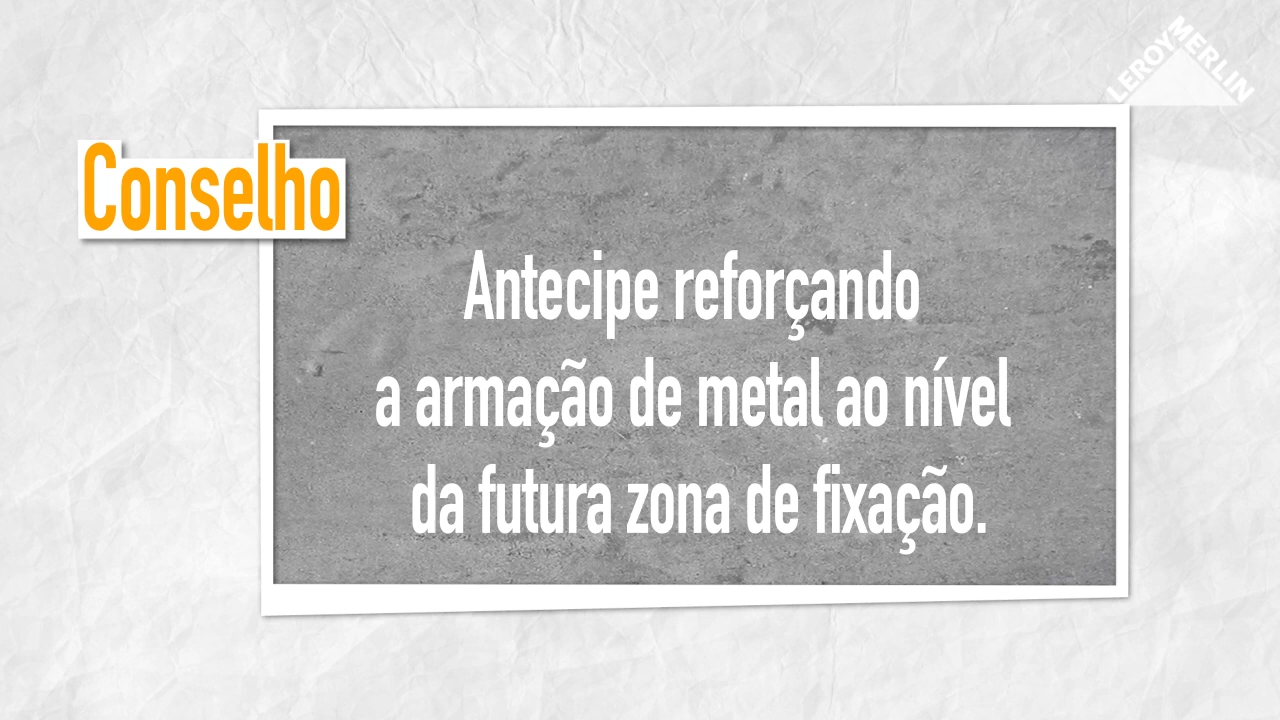 LEROY MERLIN
Conselho
Antecipe reforçando
a armação de metal ao nível
da futura zona de fixação.